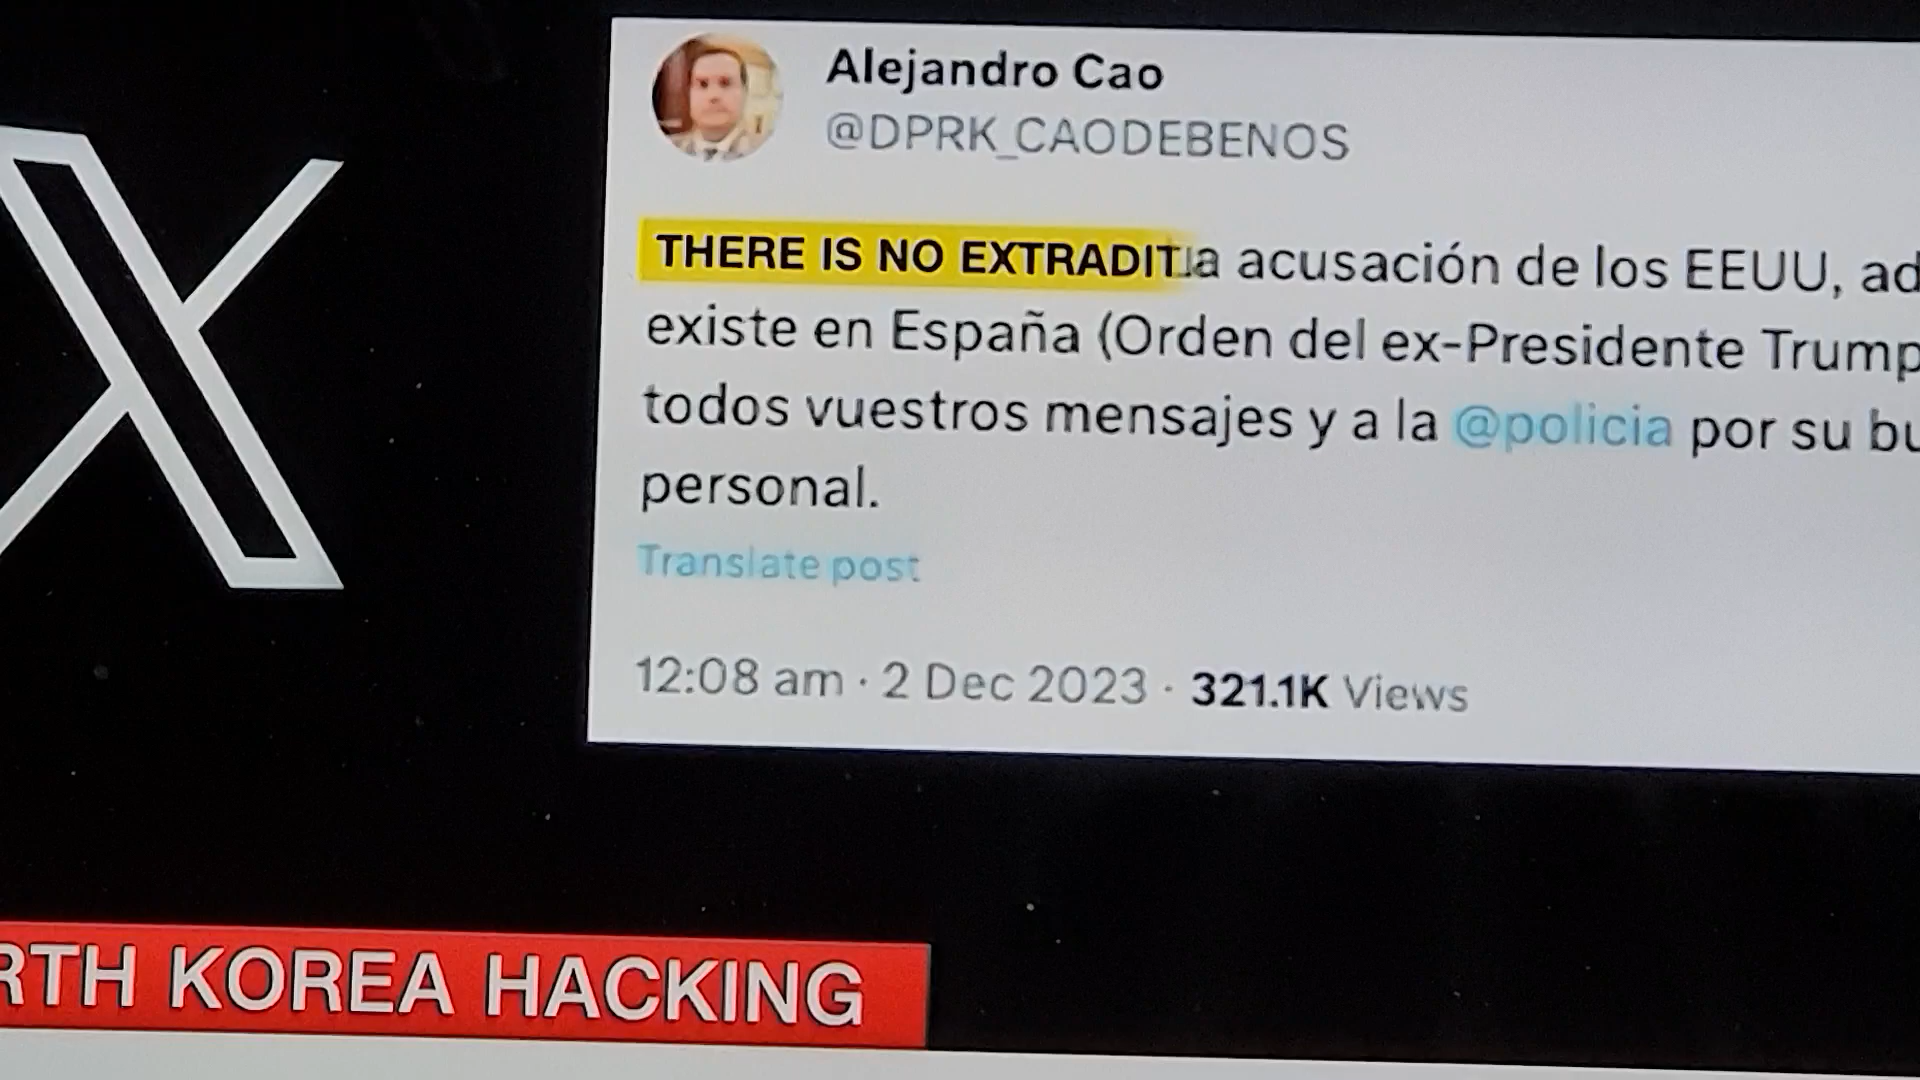 Alejandro Cao
@DPRK_CAODEBENOS
THERE IS NO EXTRADIT a acusación de los EEUU, ad
existe en España (Orden del ex-Presidente Trump
todos vuestros mensajes y a la @policia por su bu
personal.
Translate post
12:08 am · 2 Dec 2023 · 321.1K Views
RTH KOREA HACKING